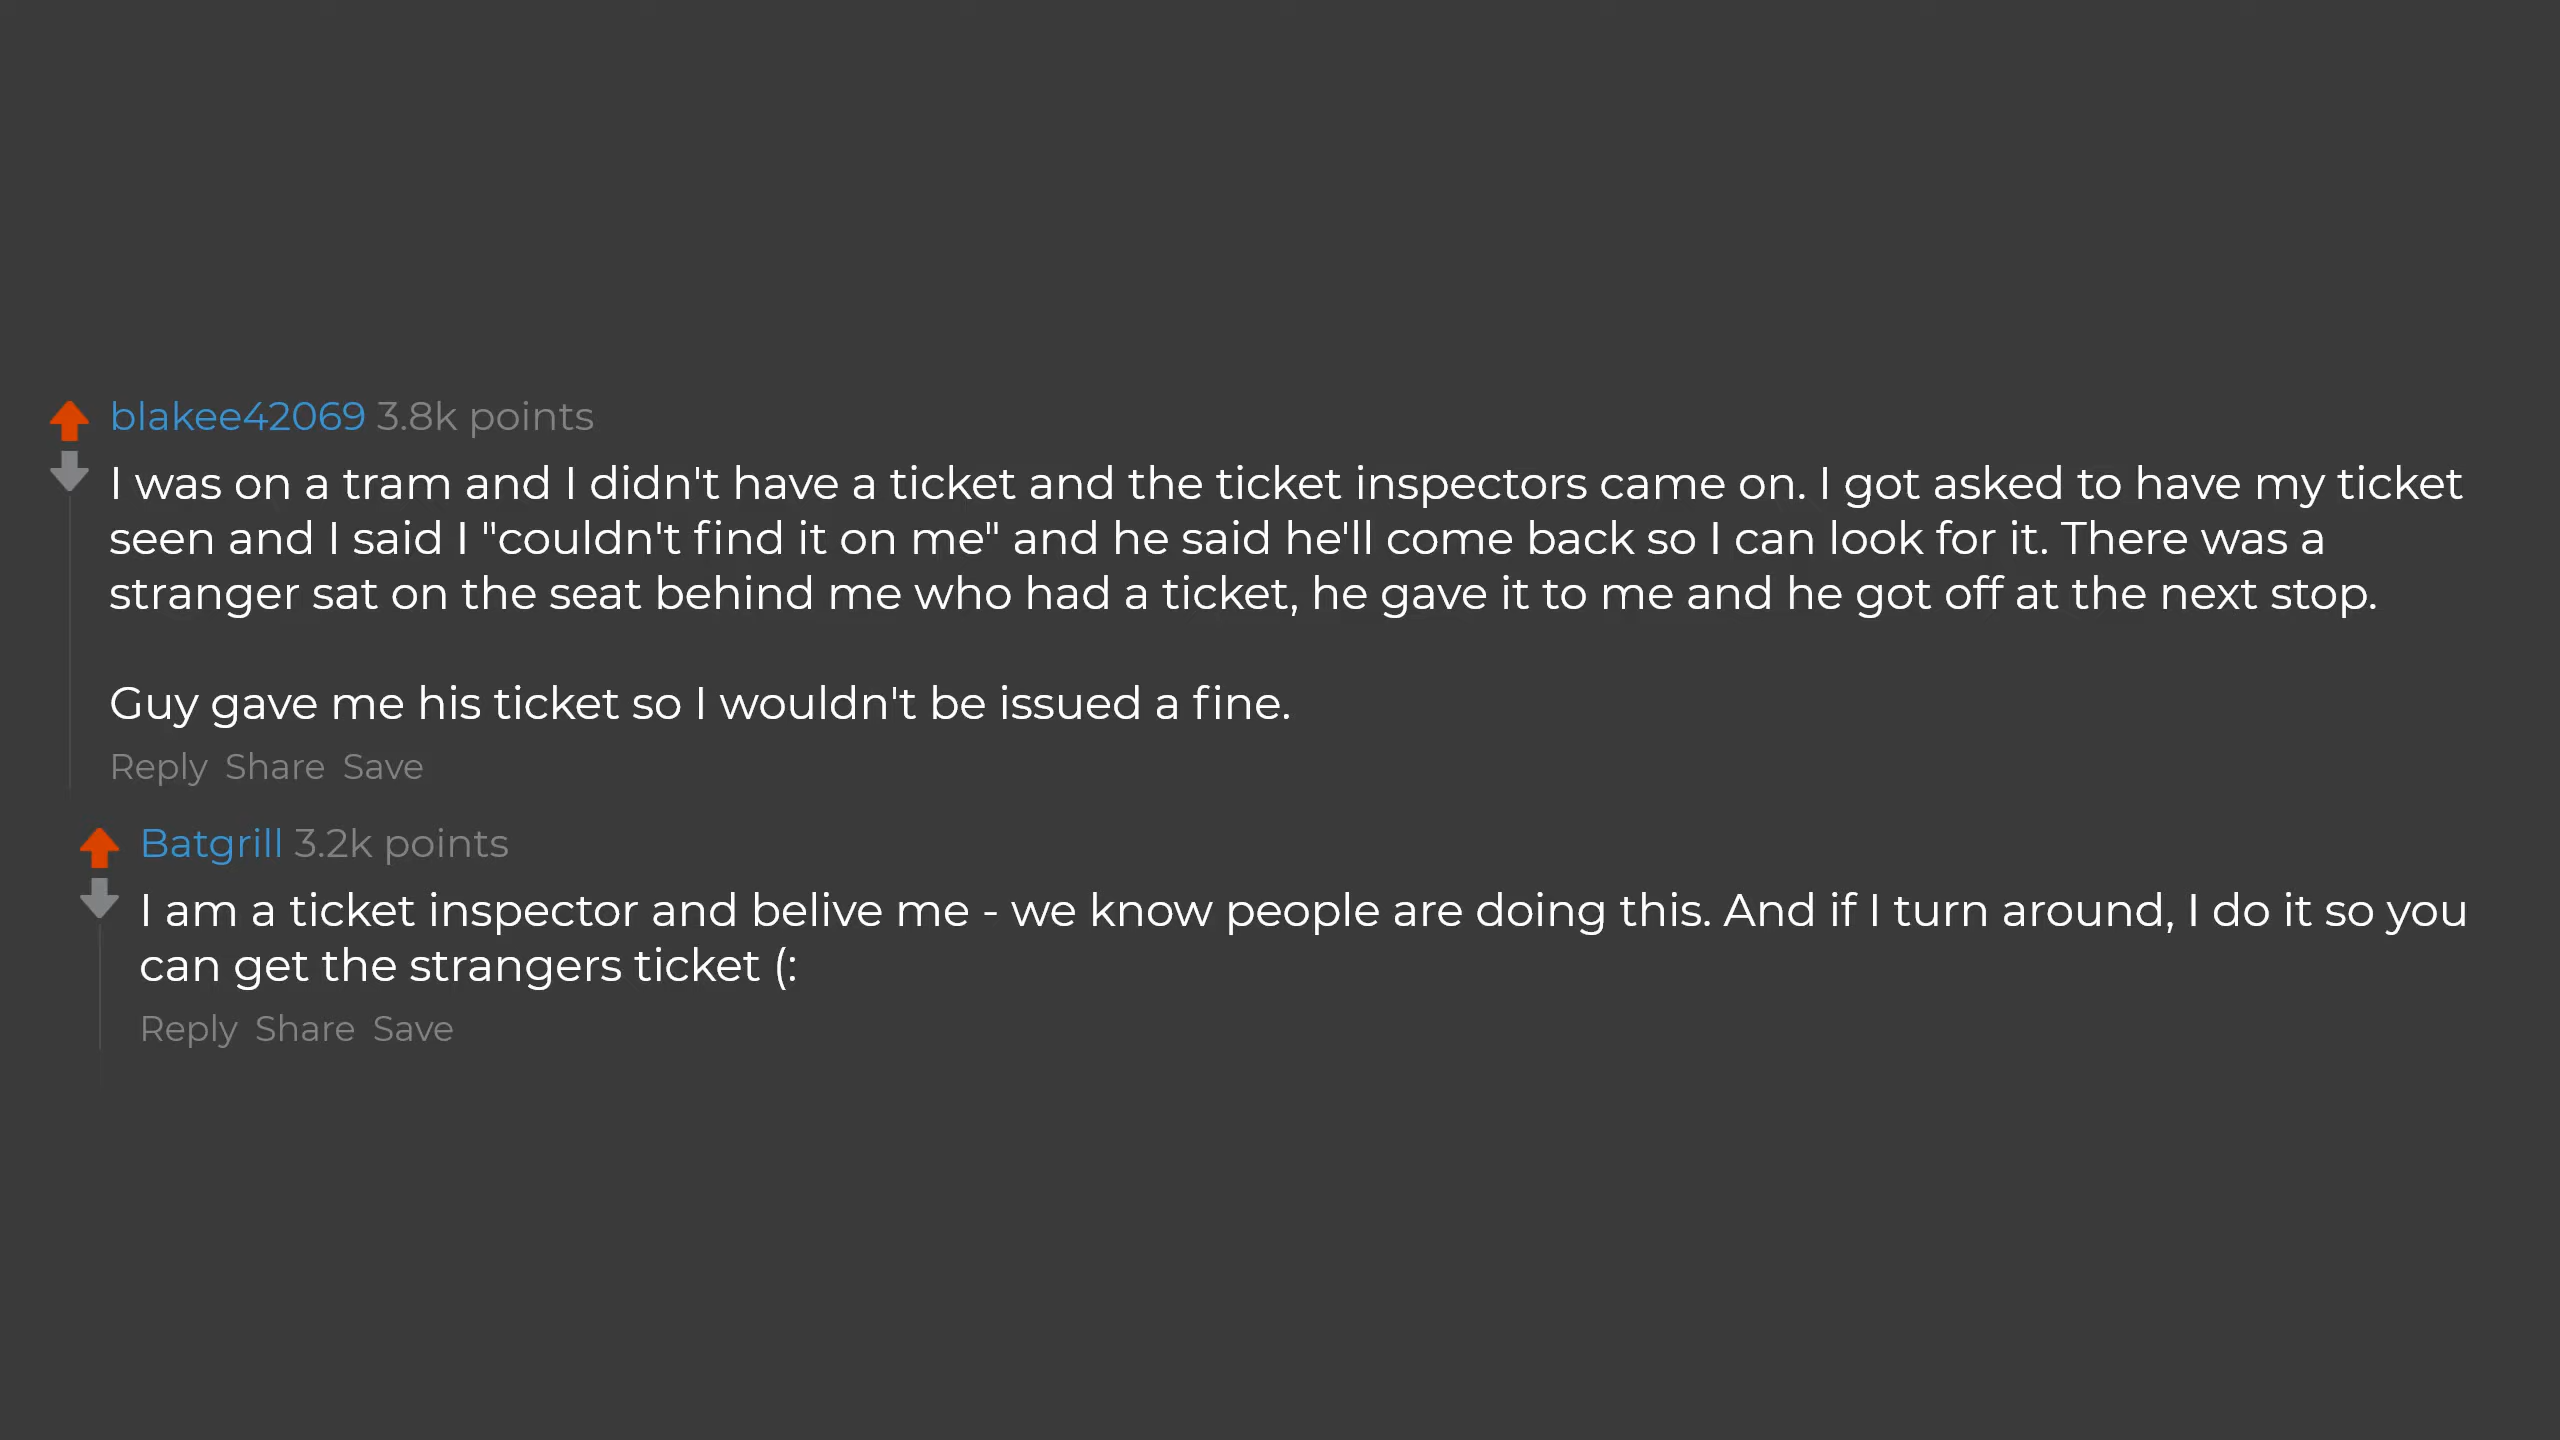 blakee42069 3.8k points
I was on a tram and I didn't have a ticket and the ticket inspectors came on. I got asked to have my ticket
seen and I said I "couldn't find it on me" and he said he'll come back so I can look for it. There was a
stranger sat on the seat behind me who had a ticket, he gave it to me and he got off at the next stop.
Guy gave me his ticket so I wouldn't be issued a fine.
Reply Share Save
Batgrill 3.2k points
I am a ticket inspector and belive me - we know people are doing this. And if I turn around, I do it so you
can get the strangers ticket (:
Reply Share Save